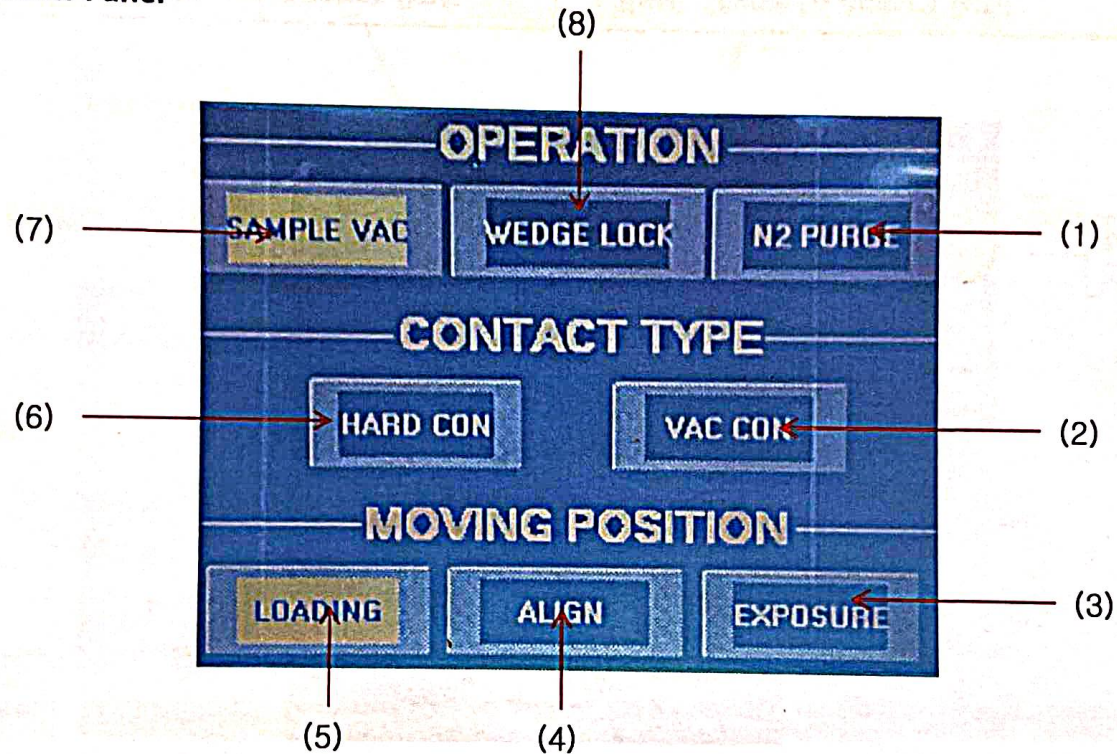 Panel
(8)
OPERATION
(7) SAMPLE VAC WEDGE LOCK N2 PURGE (1)
CONTACT TYPE
(6) HARD CON VAC CON (2)
MOVING POSITION
LOADING ALIGN EXPOSURE (3)
(5) (4)